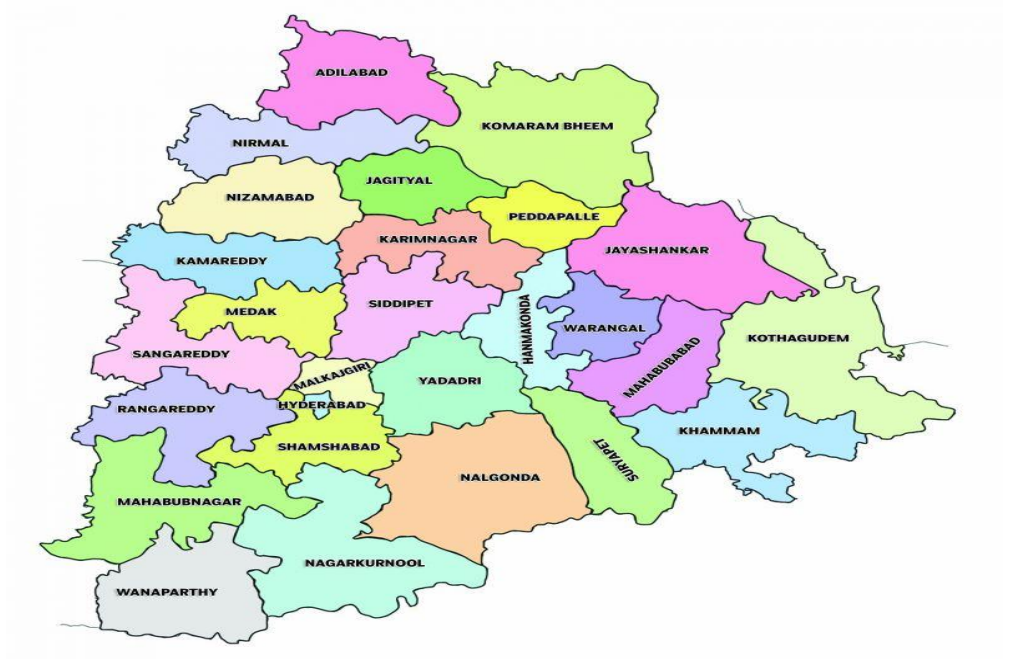 ADILABAD
KOMARAM BHEEM
NIRMAL
JAGITYAL
NIZAMABAD
PEDDAPALLE
KARIMNAGAR
JAYASHANKAR
KAMAREDDY
SIDDIPET
MEDAK
HANMAKONDA
WARANGAL
KOTHAGUDEM
SANGAREDDY
MAHABUBABAD
MALKAJGIRI
YADADRI
HYDERABAD
RANGAREDDY
KHAMMAM
SHAMSHABAD
SURYAPET
NALGONDA
MAHABUBNAGAR
NAGARKURNOOL
WANAPARTHY